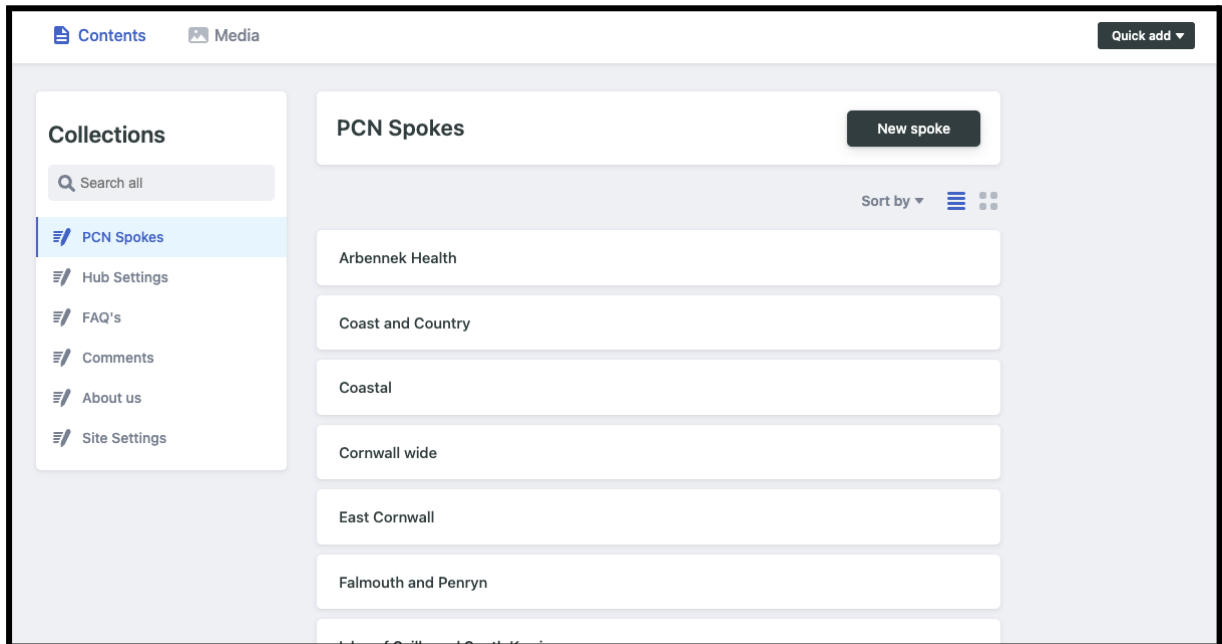 Contents
Media
Quick add
Collections
Search all
PCN Spokes
Hub Settings
FAQ's
Comments
About us
Site Settings
PCN Spokes
New spoke
Sort by
Arbennek Health
Coast and Country
Coastal
Cornwall wide
East Cornwall
Falmouth and Penryn